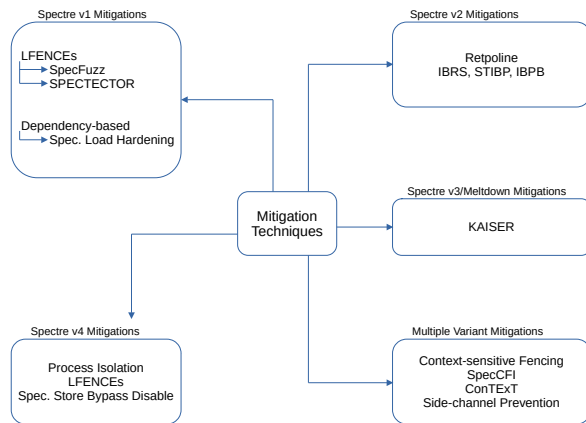 Spectre v1 Mitigations
LFENCEs
SpecFuzz
SPECTECTOR
Dependency-based
Spec. Load Hardening
Spectre v2 Mitigations
Retpoline
IBRS, STIBP, IBPB
Mitigation
Techniques
Spectre v3/Meltdown Mitigations
KAISER
Spectre v4 Mitigations
Process Isolation
LFENCEs
Spec. Store Bypass Disable
Multiple Variant Mitigations
Context-sensitive Fencing
SpecCFI
ConTExT
Side-channel Prevention